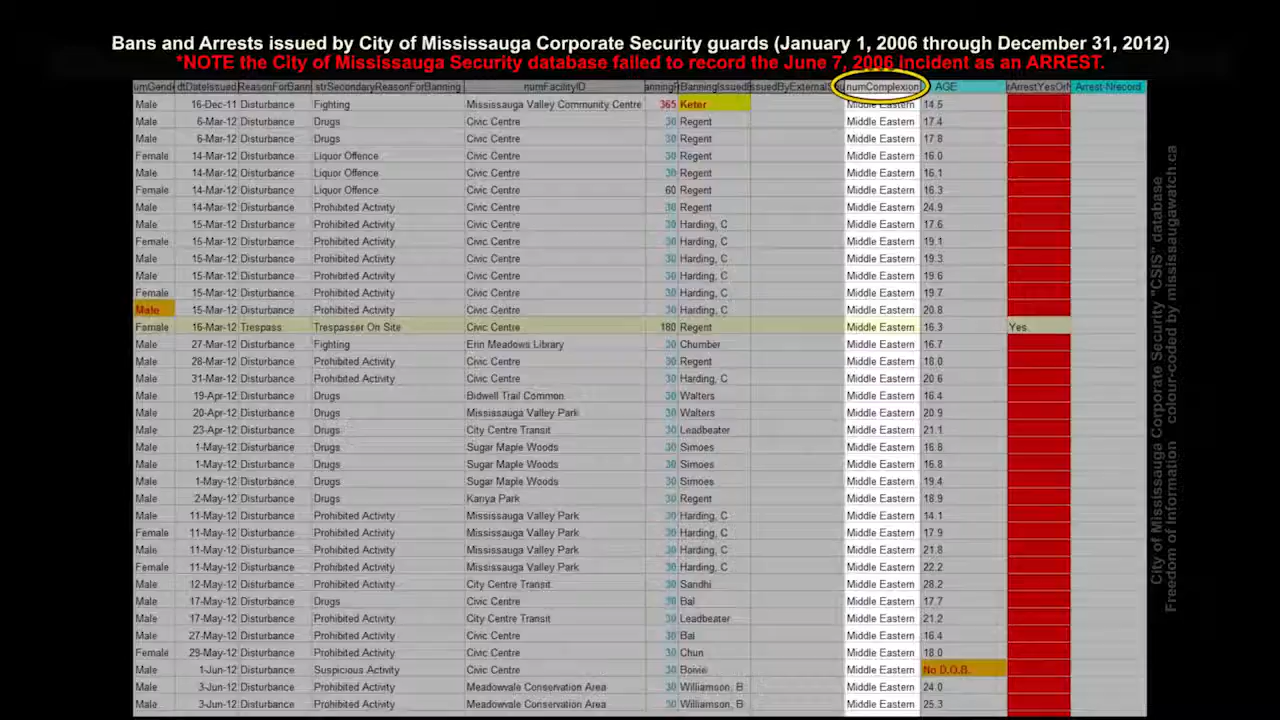 Bans and Arrests issued by City of Mississauga Corporate Security guards (January 1, 2006 through December 31, 2012)
*NOTE the City of Mississauga Security database failed to record the June 7, 2006 incident as an ARREST.
umGend dtDateIssued ReasonForBann strSecondaryReasonForBanning numFacilityID anningP BanningIssuedB ssuedByExternalO numComplexion AGE rArrestYesOrN Arrest-Nrecord
Male 16-Dec-11 Disturbance Fighting Mississauga Valley Community Centre 365 Keter Middle Eastern 14.5
Male 6-Mar-12 Disturbance Drugs Civic Centre 30 Regent Middle Eastern 17.4
Male 6-Mar-12 Disturbance Drugs Civic Centre 30 Regent Middle Eastern 17.8
Female 14-Mar-12 Disturbance Liquor Offence Civic Centre 30 Regent Middle Eastern 16.0
Male 14-Mar-12 Disturbance Liquor Offence Civic Centre 30 Regent Middle Eastern 16.1
Female 14-Mar-12 Disturbance Liquor Offence Civic Centre 60 Regent Middle Eastern 16.3
Male 14-Mar-12 Disturbance Prohibited Activity Civic Centre 30 Regent Middle Eastern 24.9
Male 15-Mar-12 Disturbance Prohibited Activity Civic Centre 30 Harding, C Middle Eastern 17.6
Female 15-Mar-12 Disturbance Prohibited Activity Civic Centre 30 Harding, C Middle Eastern 19.1
Male 15-Mar-12 Disturbance Prohibited Activity Civic Centre 30 Harding, C Middle Eastern 19.3
Male 15-Mar-12 Disturbance Prohibited Activity Civic Centre 30 Harding, C Middle Eastern 19.6
Female 15-Mar-12 Disturbance Prohibited Activity Civic Centre 30 Harding, C Middle Eastern 19.7
Male 15-Mar-12 Disturbance Prohibited Activity Civic Centre 30 Harding, C Middle Eastern 20.8
Female 16-Mar-12 Trespass Trespasser On Site Civic Centre 180 Regent Middle Eastern 16.3 Yes
Male 27-Mar-12 Disturbance Fighting Erin Meadows Library 30 Chumber Middle Eastern 16.7
Male 28-Mar-12 Disturbance Prohibited Activity Civic Centre 30 Regent Middle Eastern 18.0
Male 31-Mar-12 Disturbance Prohibited Activity Civic Centre 30 Harding, C Middle Eastern 20.6
Male 19-Apr-12 Disturbance Drugs Bidwell Trail Common 30 Walters Middle Eastern 16.4
Male 20-Apr-12 Disturbance Drugs Mississauga Valley Park 30 Walters Middle Eastern 20.9
Male 23-Apr-12 Disturbance Drugs City Centre Transit 30 Leadbeater Middle Eastern 21.1
Male 1-May-12 Disturbance Drugs Sugar Maple Woods 30 Simoes Middle Eastern 16.8
Male 1-May-12 Disturbance Drugs Sugar Maple Woods 30 Simoes Middle Eastern 16.8
Male 1-May-12 Disturbance Drugs Sugar Maple Woods 30 Simoes Middle Eastern 19.4
Male 2-May-12 Disturbance Drugs Kariya Park 30 Regent Middle Eastern 18.9
Male 11-May-12 Disturbance Prohibited Activity Mississauga Valley Park 30 Harding, C Middle Eastern 14.1
Female 11-May-12 Disturbance Prohibited Activity Mississauga Valley Park 30 Harding, C Middle Eastern 17.9
Male 11-May-12 Disturbance Prohibited Activity Mississauga Valley Park 30 Harding, C Middle Eastern 21.8
Female 11-May-12 Disturbance Prohibited Activity Mississauga Valley Park 30 Harding, C Middle Eastern 22.2
Male 12-May-12 Disturbance Prohibited Activity City Centre Transit 30 Sandhi Middle Eastern 28.2
Male 17-May-12 Disturbance Drugs Civic Centre 30 Bal Middle Eastern 17.7
Male 17-May-12 Disturbance Prohibited Activity City Centre Transit 30 Leadbeater Middle Eastern 21.2
Male 27-May-12 Disturbance Prohibited Activity Civic Centre 30 Bal Middle Eastern 16.4
Female 29-May-12 Disturbance Prohibited Activity Civic Centre 30 Chun Middle Eastern 18.0
Male 1-Jun-12 Disturbance Suspicious Activity Civic Centre 30 Bowie Middle Eastern No D.O.B.
Male 3-Jun-12 Disturbance Prohibited Activity Meadowvale Conservation Area 30 Williamson, B Middle Eastern 24.0
Male 3-Jun-12 Disturbance Prohibited Activity Meadowvale Conservation Area 30 Williamson, B Middle Eastern 25.3
City of Mississauga Corporate Security "CSIS" database
Freedom of Information colour-coded by mississaugawatch.ca